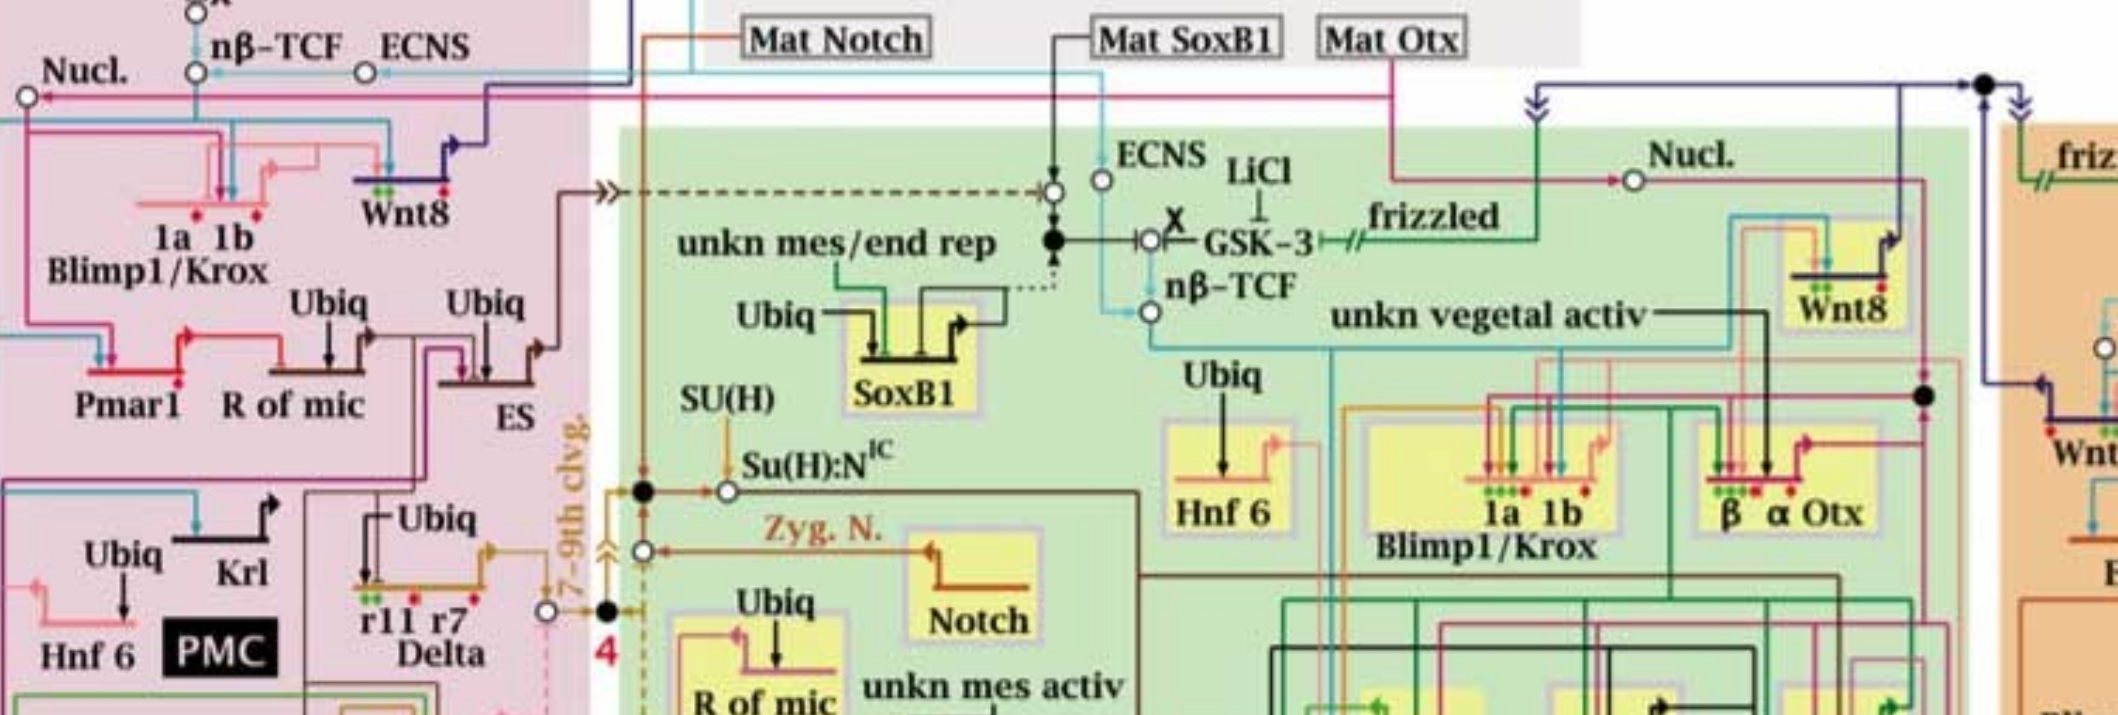 Mat Notch
Mat SoxB1
Mat Otx
nβ-TCF
ECNS
Nucl.
Wnt8
1a 1b
Blimp1/Krox
Ubiq
Ubiq
Pmar1
R of mic
ES
Ubiq
Krl
Ubiq
Hnf 6
PMC
r11 r7
Delta
7-9th clvg.
4
ECNS
LiCl
Nucl.
X
GSK-3
frizzled
nβ-TCF
unkn mes/end rep
Ubiq
SoxB1
unkn vegetal activ
Wnt8
SU(H)
Su(H):N^IC
Ubiq
Hnf 6
1a 1b
Blimp1/Krox
β α Otx
Zyg. N.
Notch
Ubiq
R of mic
unkn mes activ
friz
Wnt